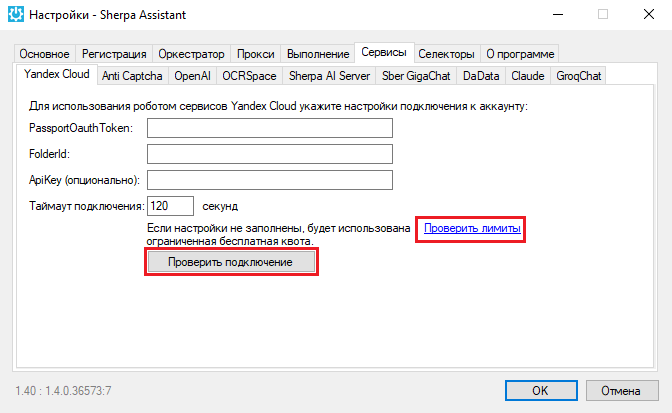 Настройки - Sherpa Assistant
Основное Регистрация Оркестратор Прокси Выполнение Сервисы Селекторы О программе
Yandex Cloud Anti Captcha OpenAI OCRSpace Sherpa AI Server Sber GigaChat DaData Claude GroqChat
Для использования роботом сервисов Yandex Cloud укажите настройки подключения к аккаунту:
PassportOauthToken:
FolderId:
ApiKey (опционально):
Таймаут подключения: 120 секунд
Если настройки не заполнены, будет использована Проверить лимиты
ограниченная бесплатная квота.
Проверить подключение
1.40 : 1.4.0.36573:7 OK Отмена